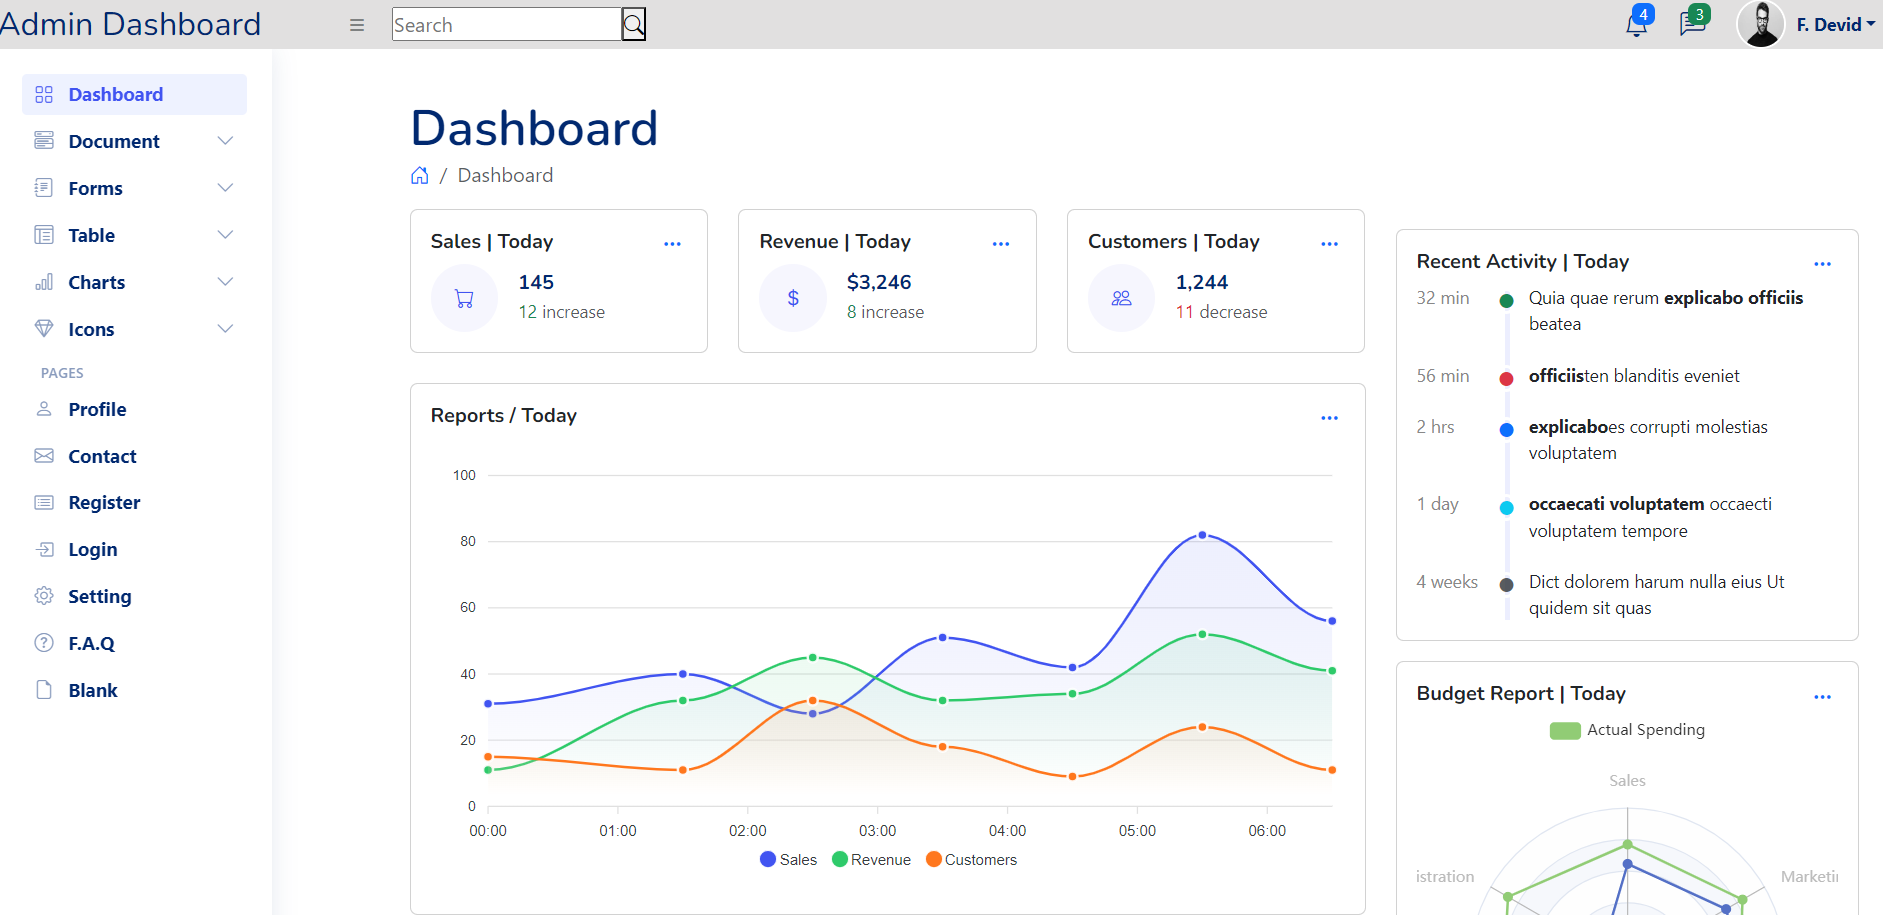 Admin Dashboard
Search
4
3
F. Devid
Dashboard
Document
Forms
Table
Charts
Icons
PAGES
Profile
Contact
Register
Login
Setting
F.A.Q
Blank
Dashboard
/ Dashboard
Sales | Today
145
12 increase
Revenue | Today
$
$3,246
8 increase
Customers | Today
1,244
11 decrease
Reports / Today
100
80
60
40
20
0
00:00 01:00 02:00 03:00 04:00 05:00 06:00
Sales Revenue Customers
Recent Activity | Today
32 min Quia quae rerum explicabo officiis
beatea
56 min officiisten blanditis eveniet
2 hrs explicaboes corrupti molestias
voluptatem
1 day occaecati voluptatem occaecti
voluptatem tempore
4 weeks Dict dolorem harum nulla eius Ut
quidem sit quas
Budget Report | Today
Actual Spending
Sales
istration Marketi